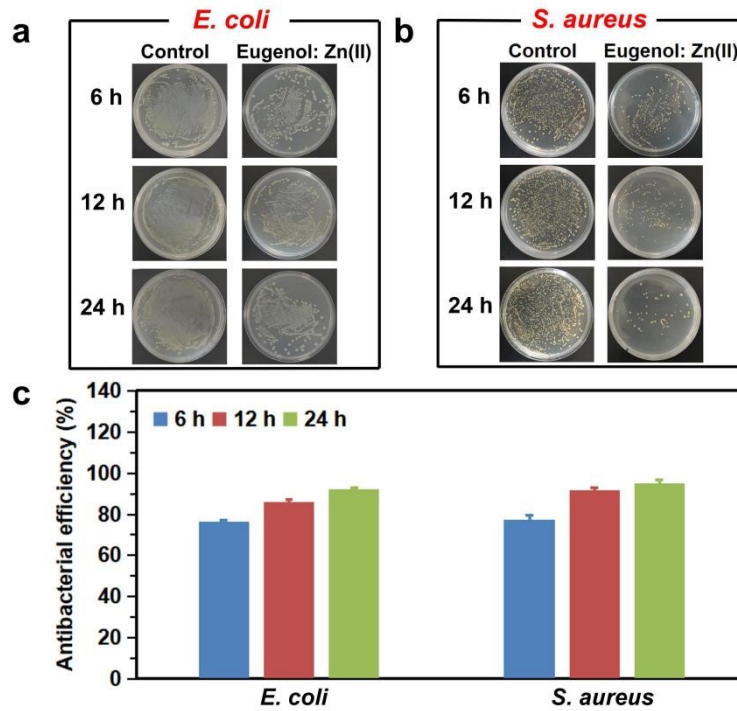 a
E. coli
Control
Eugenol: Zn(II)
6 h
12 h
24 h
b
S. aureus
Control
Eugenol: Zn(II)
6 h
12 h
24 h
c
Antibacterial efficiency (%)
140
120
100
80
60
40
20
0
6 h 12 h 24 h
E. coli
S. aureus